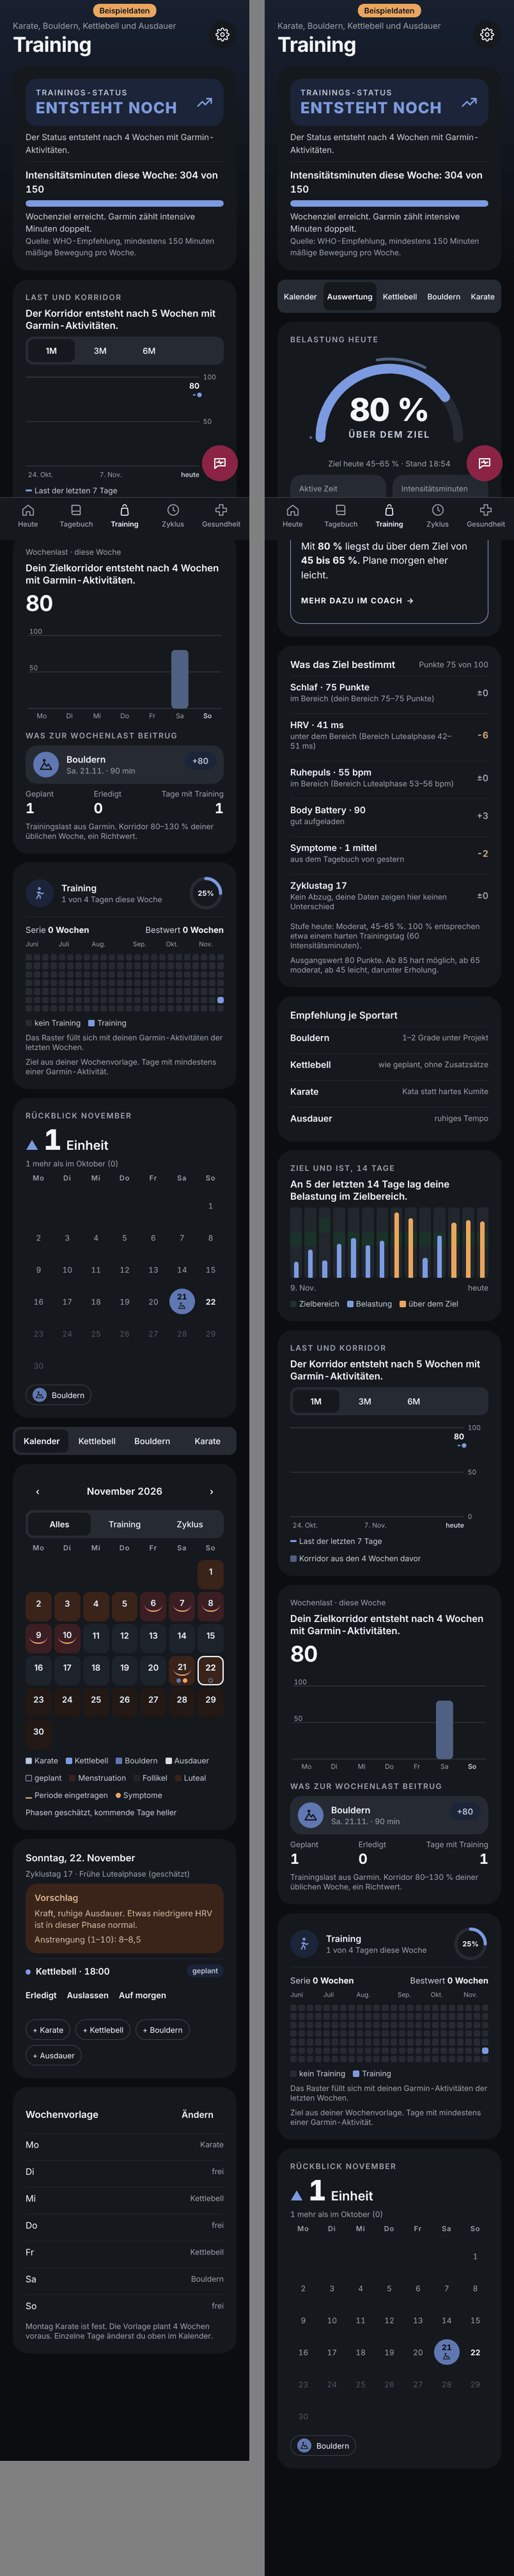 Beispieldaten
Karate, Bouldern, Kettlebell und Ausdauer
Training
TRAININGS-STATUS
ENTSTEHT NOCH
Der Status entsteht nach 4 Wochen mit Garmin-
Aktivitäten.
Intensitätsminuten diese Woche: 304 von
150
Wochenziel erreicht. Garmin zählt intensive
Minuten doppelt.
Quelle: WHO-Empfehlung, mindestens 150 Minuten
mäßige Bewegung pro Woche.
LAST UND KORRIDOR
Der Korridor entsteht nach 5 Wochen mit
Garmin-Aktivitäten.
1M 3M 6M
100
80
50
24. Okt. 7. Nov. heute
Last der letzten 7 Tage
Heute Tagebuch Training Zyklus Gesundheit
Wochenlast · diese Woche
Dein Zielkorridor entsteht nach 4 Wochen
mit Garmin-Aktivitäten.
80
100
50
Mo Di Mi Do Fr Sa So
WAS ZUR WOCHENLAST BEITRUG
Bouldern
Sa. 21.11. · 90 min
+80
Geplant Erledigt Tage mit Training
1 0 1
Trainingslast aus Garmin. Korridor 80–130 % deiner
üblichen Woche, ein Richtwert.
Training
1 von 4 Tagen diese Woche
25%
Serie 0 Wochen Bestwert 0 Wochen
Juni Juli Aug. Sep. Okt. Nov.
kein Training Training
Das Raster füllt sich mit deinen Garmin-Aktivitäten der
letzten Wochen.
Ziel aus deiner Wochenvorlage. Tage mit mindestens
einer Garmin-Aktivität.
RÜCKBLICK NOVEMBER
1 Einheit
1 mehr als im Oktober (0)
Mo Di Mi Do Fr Sa So
1
2 3 4 5 6 7 8
9 10 11 12 13 14 15
16 17 18 19 20 21 22
23 24 25 26 27 28 29
30
Bouldern
Kalender Kettlebell Bouldern Karate
‹ November 2026 ›
Alles Training Zyklus
Mo Di Mi Do Fr Sa So
1
2 3 4 5 6 7 8
9 10 11 12 13 14 15
16 17 18 19 20 21 22
23 24 25 26 27 28 29
30
Karate Kettlebell Bouldern Ausdauer
geplant Menstruation Follikel Luteal
Periode eingetragen Symptome
Phasen geschätzt, kommende Tage heller
Sonntag, 22. November
Zyklustag 17 · Frühe Lutealphase (geschätzt)
Vorschlag
Kraft, ruhige Ausdauer. Etwas niedrigere HRV
ist in dieser Phase normal.
Anstrengung (1–10): 8–8,5
Kettlebell · 18:00 geplant
Erledigt Auslassen Auf morgen
+ Karate + Kettlebell + Bouldern
+ Ausdauer
Wochenvorlage Ändern
Mo Karate
Di frei
Mi Kettlebell
Do frei
Fr Kettlebell
Sa Bouldern
So frei
Montag Karate ist fest. Die Vorlage plant 4 Wochen
voraus. Einzelne Tage änderst du oben im Kalender.
Beispieldaten
Karate, Bouldern, Kettlebell und Ausdauer
Training
TRAININGS-STATUS
ENTSTEHT NOCH
Der Status entsteht nach 4 Wochen mit Garmin-
Aktivitäten.
Intensitätsminuten diese Woche: 304 von
150
Wochenziel erreicht. Garmin zählt intensive
Minuten doppelt.
Quelle: WHO-Empfehlung, mindestens 150 Minuten
mäßige Bewegung pro Woche.
Kalender Auswertung Kettlebell Bouldern Karate
BELASTUNG HEUTE
80 %
ÜBER DEM ZIEL
Ziel heute 45–65 % · Stand 18:54
Aktive Zeit Intensitätsminuten
Heute Tagebuch Training Zyklus Gesundheit
Mit 80 % liegst du über dem Ziel von
45 bis 65 %. Plane morgen eher
leicht.
MEHR DAZU IM COACH →
Was das Ziel bestimmt Punkte 75 von 100
Schlaf · 75 Punkte
im Bereich (dein Bereich 75–75 Punkte)
±0
HRV · 41 ms
unter dem Bereich (Bereich Lutealphase 42–
51 ms)
-6
Ruhepuls · 55 bpm
im Bereich (Bereich Lutealphase 53–56 bpm)
±0
Body Battery · 90
gut aufgeladen
+3
Symptome · 1 mittel
aus dem Tagebuch von gestern
-2
Zyklustag 17
Kein Abzug, deine Daten zeigen hier keinen
Unterschied
±0
Stufe heute: Moderat, 45–65 %. 100 % entsprechen
etwa einem harten Trainingstag (60
Intensitätsminuten).
Ausgangswert 80 Punkte. Ab 85 hart möglich, ab 65
moderat, ab 45 leicht, darunter Erholung.
Empfehlung je Sportart
Bouldern 1–2 Grade unter Projekt
Kettlebell wie geplant, ohne Zusatzsätze
Karate Kata statt hartes Kumite
Ausdauer ruhiges Tempo
ZIEL UND IST, 14 TAGE
An 5 der letzten 14 Tage lag deine
Belastung im Zielbereich.
9. Nov. heute
Zielbereich Belastung über dem Ziel
LAST UND KORRIDOR
Der Korridor entsteht nach 5 Wochen mit
Garmin-Aktivitäten.
1M 3M 6M
100
80
50
0
24. Okt. 7. Nov. heute
Last der letzten 7 Tage
Korridor aus den 4 Wochen davor
Wochenlast · diese Woche
Dein Zielkorridor entsteht nach 4 Wochen
mit Garmin-Aktivitäten.
80
100
50
Mo Di Mi Do Fr Sa So
WAS ZUR WOCHENLAST BEITRUG
Bouldern
Sa. 21.11. · 90 min
+80
Geplant Erledigt Tage mit Training
1 0 1
Trainingslast aus Garmin. Korridor 80–130 % deiner
üblichen Woche, ein Richtwert.
Training
1 von 4 Tagen diese Woche
25%
Serie 0 Wochen Bestwert 0 Wochen
Juni Juli Aug. Sep. Okt. Nov.
kein Training Training
Das Raster füllt sich mit deinen Garmin-Aktivitäten der
letzten Wochen.
Ziel aus deiner Wochenvorlage. Tage mit mindestens
einer Garmin-Aktivität.
RÜCKBLICK NOVEMBER
1 Einheit
1 mehr als im Oktober (0)
Mo Di Mi Do Fr Sa So
1
2 3 4 5 6 7 8
9 10 11 12 13 14 15
16 17 18 19 20 21 22
23 24 25 26 27 28 29
30
Bouldern